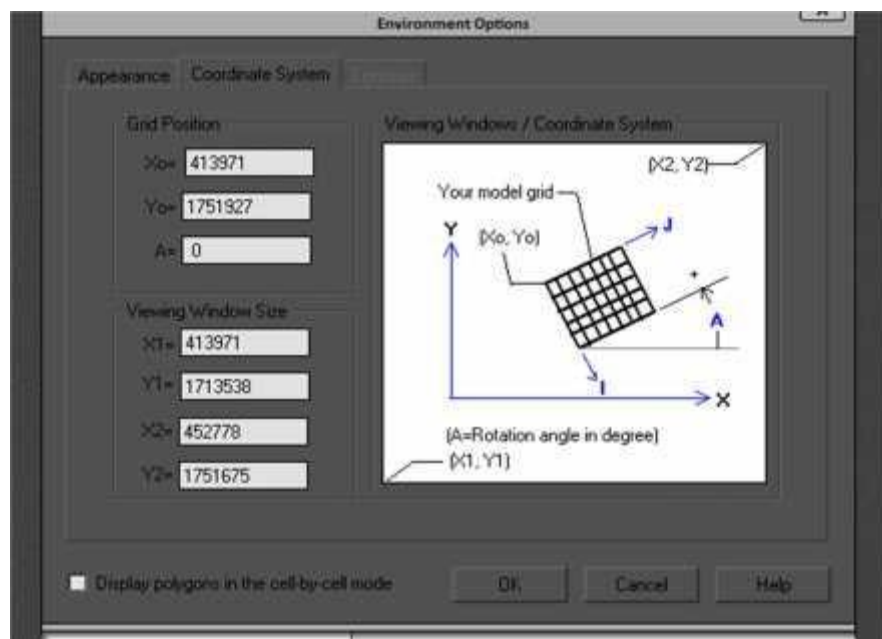 Environment Options
Appearance Coordinate System
Grid Position
Xo= 413971
Yo= 1751927
A= 0
Viewing Window Size
X1= 413971
Y1= 1713538
X2= 452778
Y2= 1751675
Viewing Windows / Coordinate System
(X2, Y2)
Your model grid
Y
J
(Xo, Yo)
+
A
I
X
(A=Rotation angle in degree)
(X1, Y1)
Display polygons in the cell-by-cell mode
OK
Cancel
Help